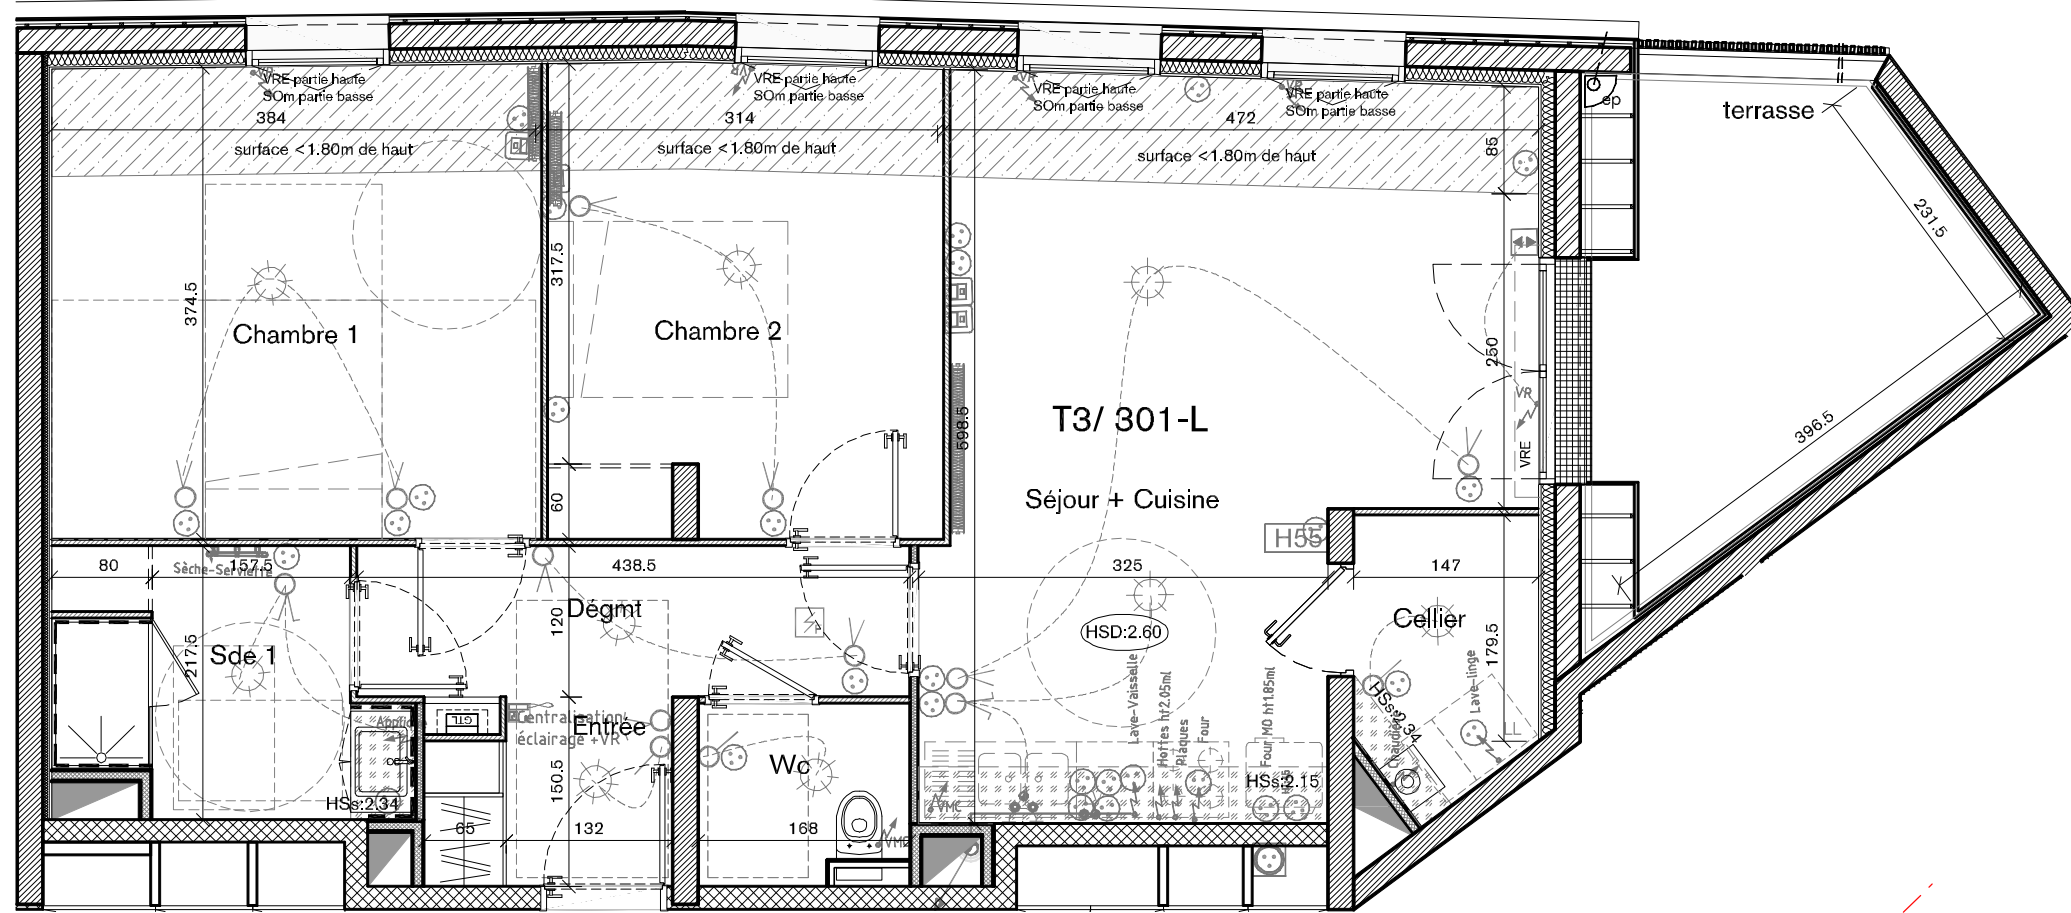 VRE partie haute
SOm partie basse
VRE partie haute
SOm partie basse
VR
VRE partie haute
SOm partie basse
VRE partie haute
SOm partie basse
ep
terrasse
384
314
472
surface <1.80m de haut
surface <1.80m de haut
surface <1.80m de haut
85
231.5
317.5
374.5
Chambre 1
Chambre 2
250
VR
VRE
T3/ 301-L
598.5
396.5
Séjour + Cuisine
60
H55
80
Sèche-Serviette
157.5
438.5
325
147
Dégmt
120
HSD:2.60
Cellier
179.5
217.5
Sde 1
Lave-Vaisselle
Hottes ht2.05ml
Plaques
Four
Four MO ht1.85ml
Lave-linge
HSs:2.34
Chaudière
LL
GTL
Centralisation
éclairage +VR
Entrée
Wc
150.5
HSs:2.34
HSs:2.15
VMC
65
132
168
VMC